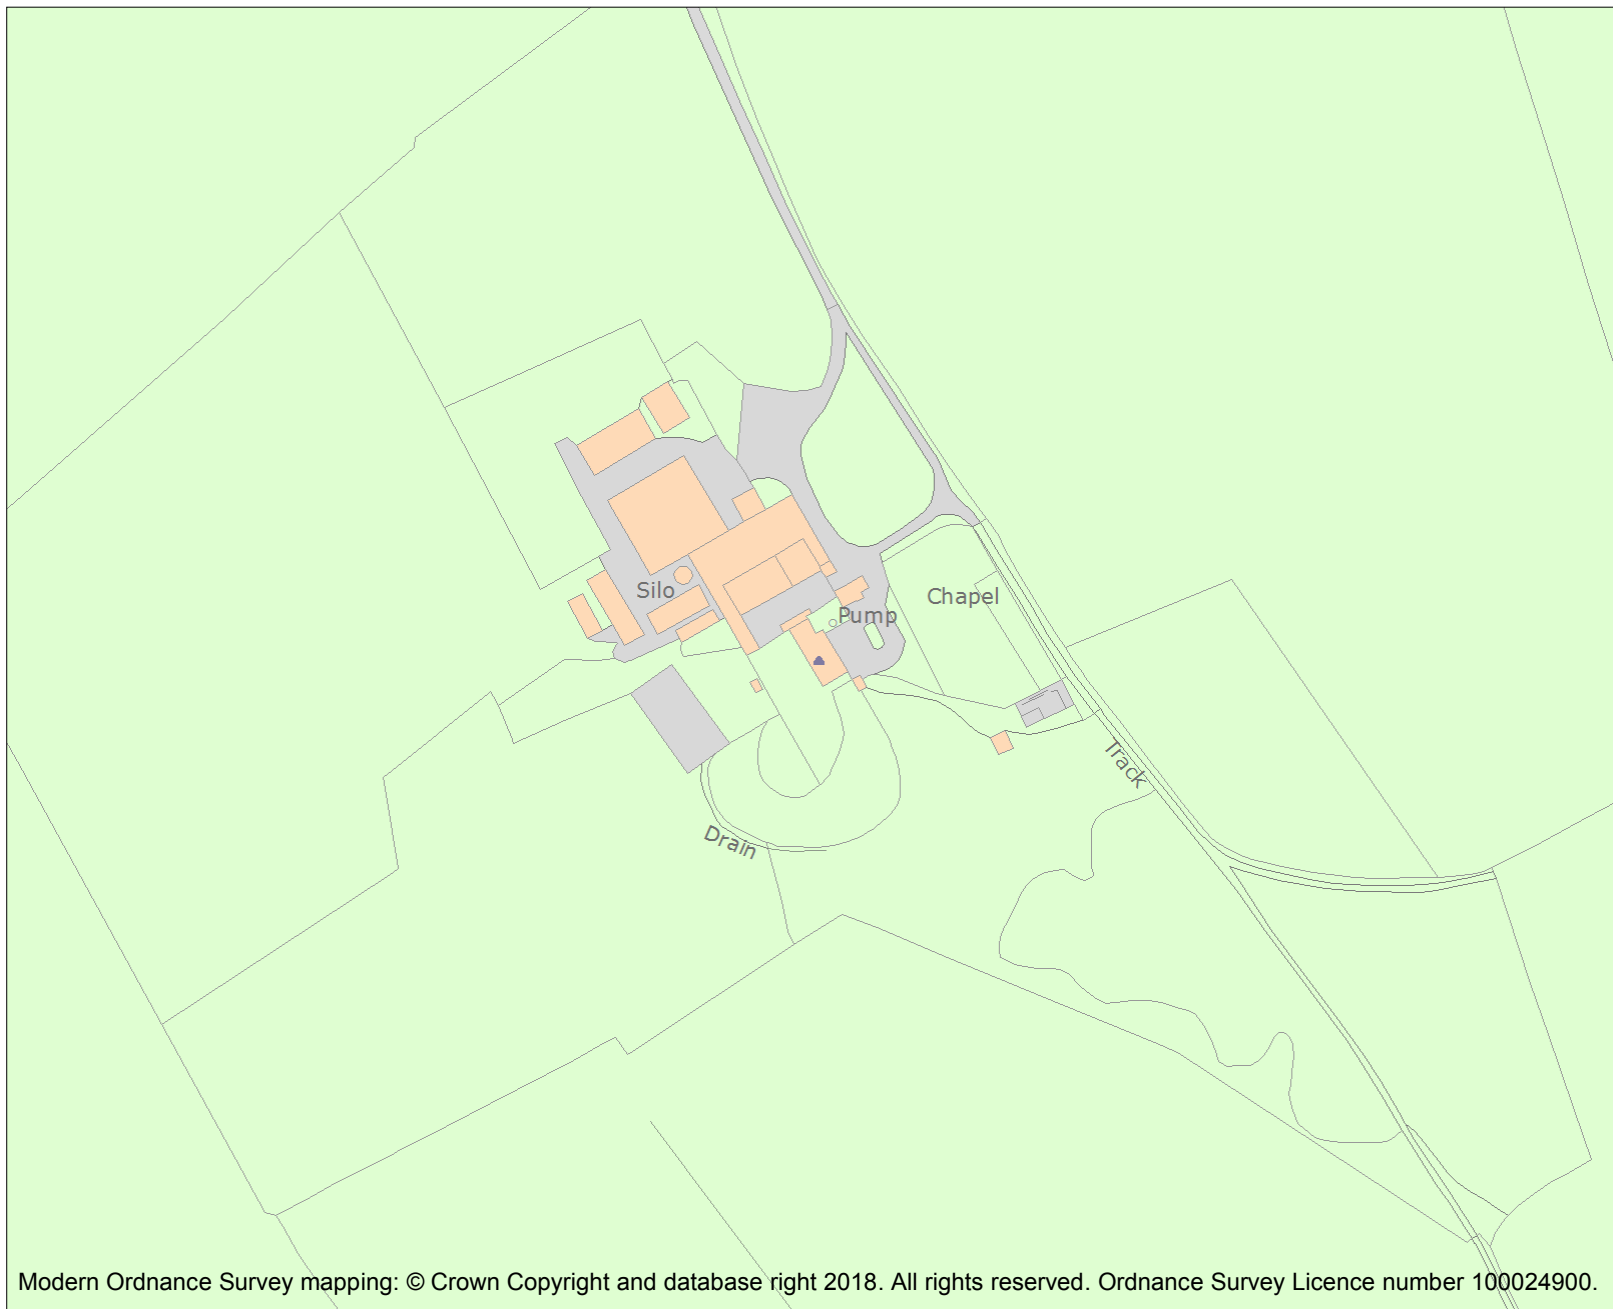 Silo
Chapel
Pump
Track
Drain
Modern Ordnance Survey mapping: © Crown Copyright and database right 2018. All rights reserved. Ordnance Survey Licence number 100024900.